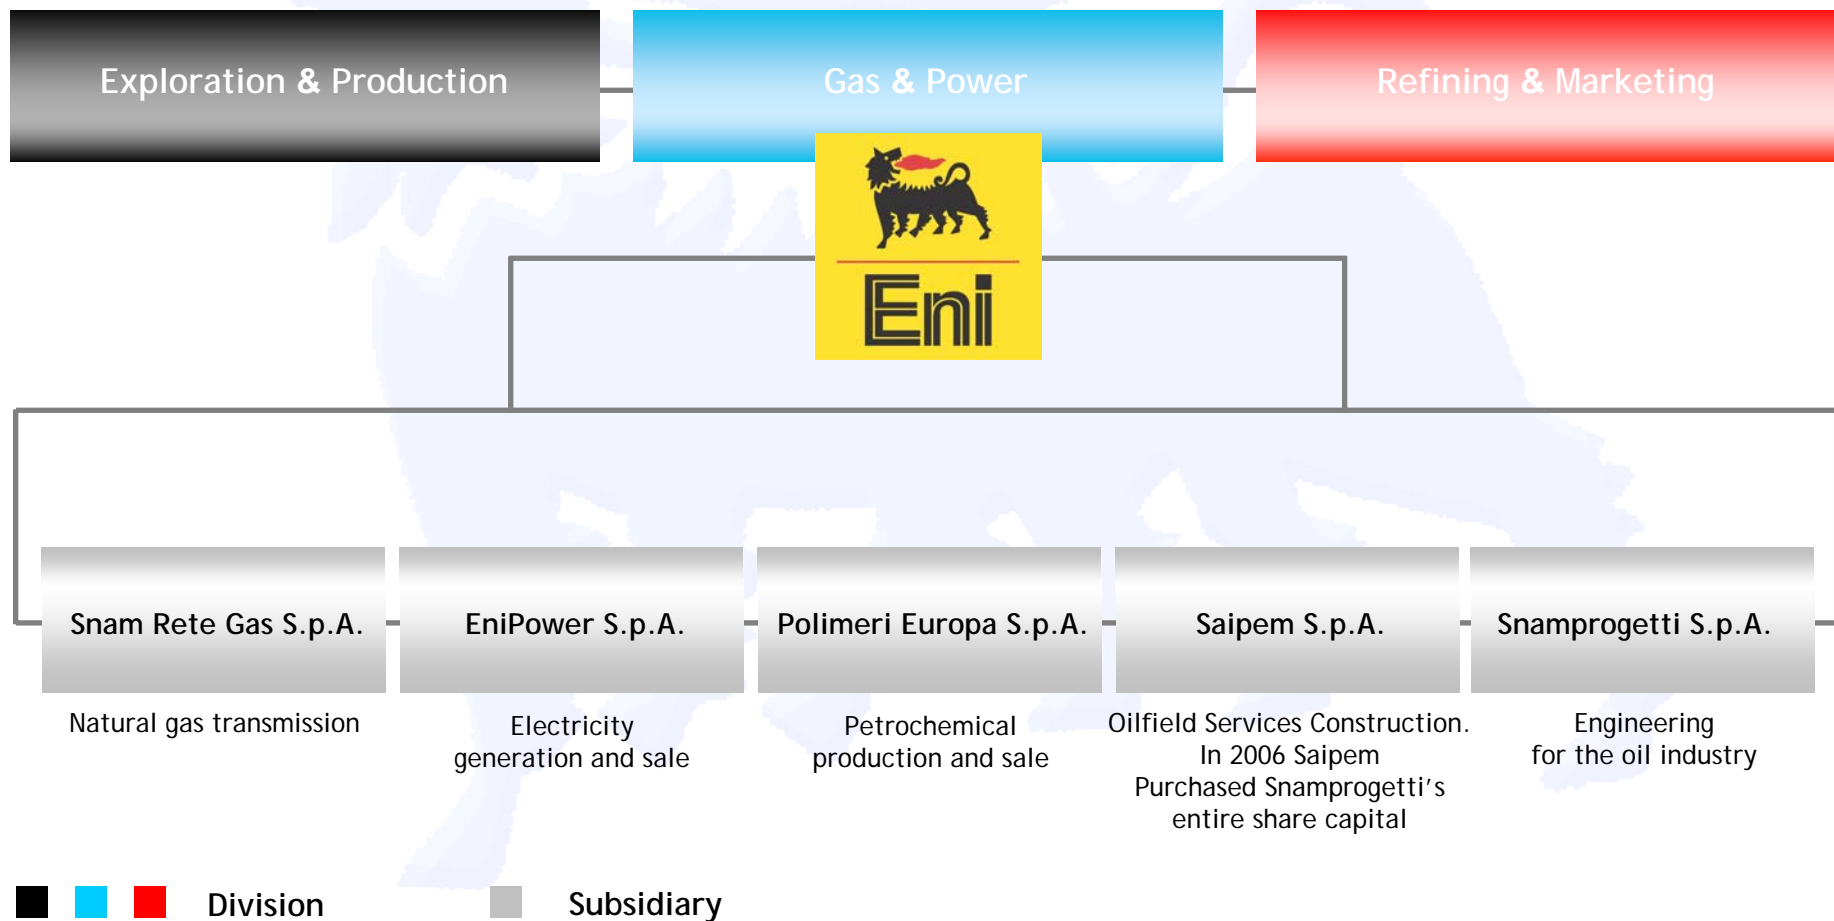 Exploration & Production
Gas & Power
Refining & Marketing
Eni
Snam Rete Gas S.p.A.
EniPower S.p.A.
Polimeri Europa S.p.A.
Saipem S.p.A.
Snamprogetti S.p.A.
Natural gas transmission
Electricity
generation and sale
Petrochemical
production and sale
Oilfield Services Construction.
In 2006 Saipem
Purchased Snamprogetti’s
entire share capital
Engineering
for the oil industry
Division
Subsidiary